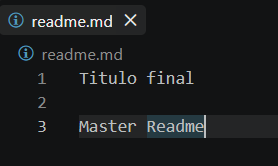 readme.md
readme.md
1 Titulo final
2
3 Master Readme